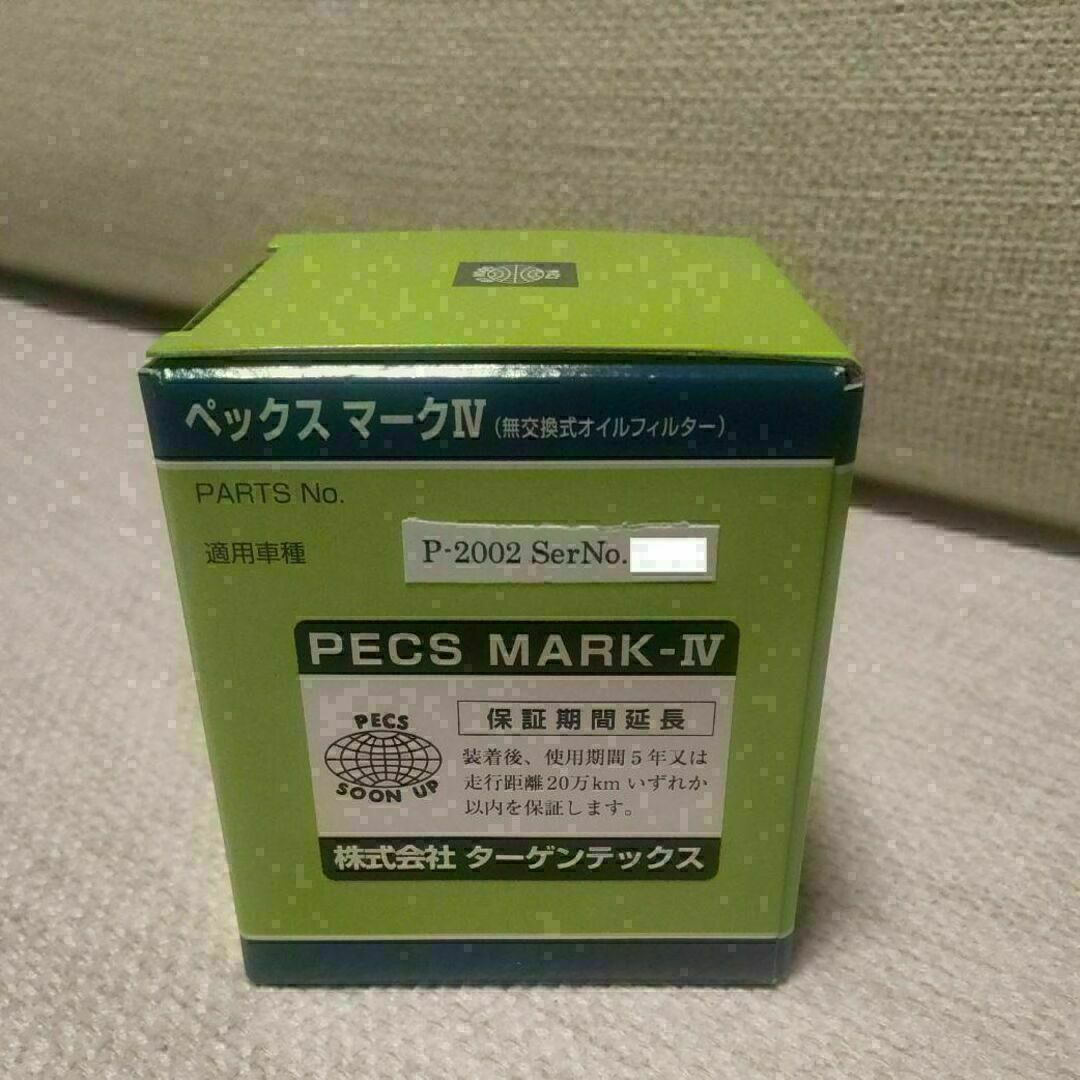 ペックス マークⅣ (無交換式オイルフィルター)
PARTS No.
適用車種
P-2002 SerNo.
PECS MARK-Ⅳ
PECS
SOON UP
保証期間延長
装着後、使用期間5年又は
走行距離20万kmいずれか
以内を保証します。
株式会社 ターゲンテックス